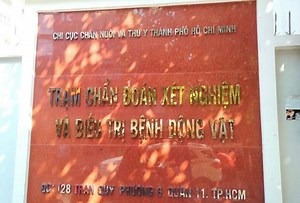 CHI CỤC CHĂN NUÔI VÀ THÚ Y THÀNH PHỐ HỒ CHÍ MINH
TRẠM CHẨN ĐOÁN XÉT NGHIỆM
VÀ ĐIỀU TRỊ BỆNH ĐỘNG VẬT
TRẦN QUÝ, PHƯỜNG 6, QUẬN 11, TP.HCM